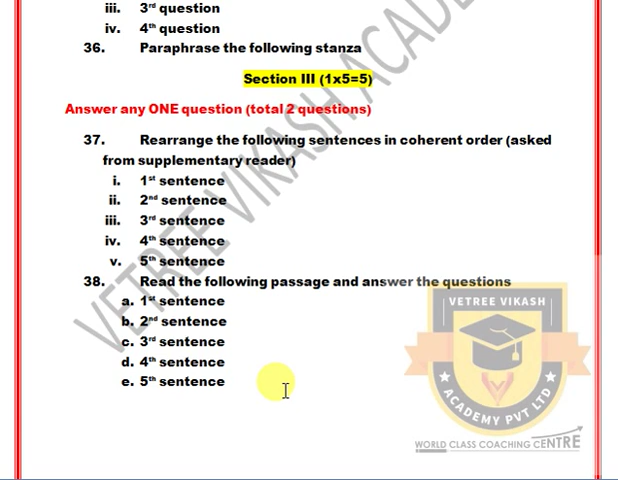 iii. 3rd question
iv. 4th question
36. Paraphrase the following stanza
Section III (1x5=5)
Answer any ONE question (total 2 questions)
37. Rearrange the following sentences in coherent order (asked
from supplementary reader)
i. 1st sentence
ii. 2nd sentence
iii. 3rd sentence
iv. 4th sentence
v. 5th sentence
38. Read the following passage and answer the questions
a. 1st sentence
b. 2nd sentence
c. 3rd sentence
d. 4th sentence
e. 5th sentence
VETREE VIKASH ACADE
VETREE VIKASH
ACADEMY PVT LTD
WORLD CLASS COACHING CENTRE